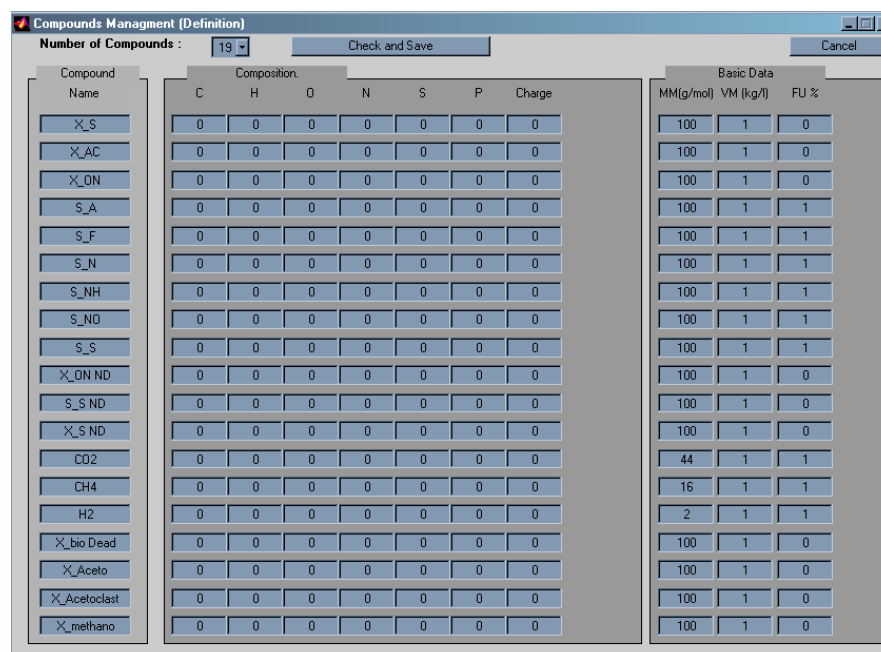 Compounds Managment (Definition)
Number of Compounds : 19 Check and Save Cancel
Compound Composition. Basic Data
Name C H O N S P Charge MM(g/mol) VM (kg/l) FU %
X_S 0 0 0 0 0 0 0 100 1 0
X_AC 0 0 0 0 0 0 0 100 1 0
X_ON 0 0 0 0 0 0 0 100 1 0
S_A 0 0 0 0 0 0 0 100 1 1
S_F 0 0 0 0 0 0 0 100 1 1
S_N 0 0 0 0 0 0 0 100 1 1
S_NH 0 0 0 0 0 0 0 100 1 1
S_NO 0 0 0 0 0 0 0 100 1 1
S_S 0 0 0 0 0 0 0 100 1 1
X_ON ND 0 0 0 0 0 0 0 100 1 0
S_S ND 0 0 0 0 0 0 0 100 1 0
X_S ND 0 0 0 0 0 0 0 100 1 0
CO2 0 0 0 0 0 0 0 44 1 1
CH4 0 0 0 0 0 0 0 16 1 1
H2 0 0 0 0 0 0 0 2 1 1
X_bio Dead 0 0 0 0 0 0 0 100 1 0
X_Aceto 0 0 0 0 0 0 0 100 1 0
X_Acetoclast 0 0 0 0 0 0 0 100 1 0
X_methano 0 0 0 0 0 0 0 100 1 0